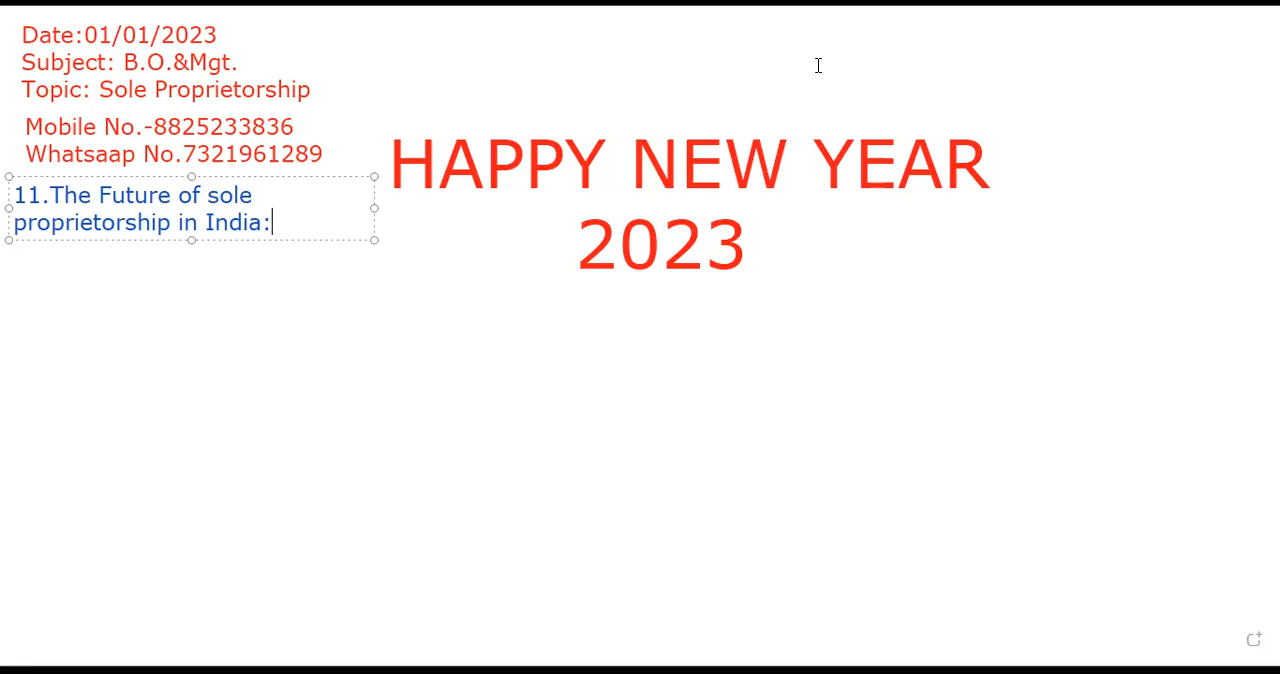 Date:01/01/2023
Subject: B.O.&Mgt.
Topic: Sole Proprietorship
Mobile No.-8825233836
Whatsaap No.7321961289
HAPPY NEW YEAR
2023
11.The Future of sole
proprietorship in India: